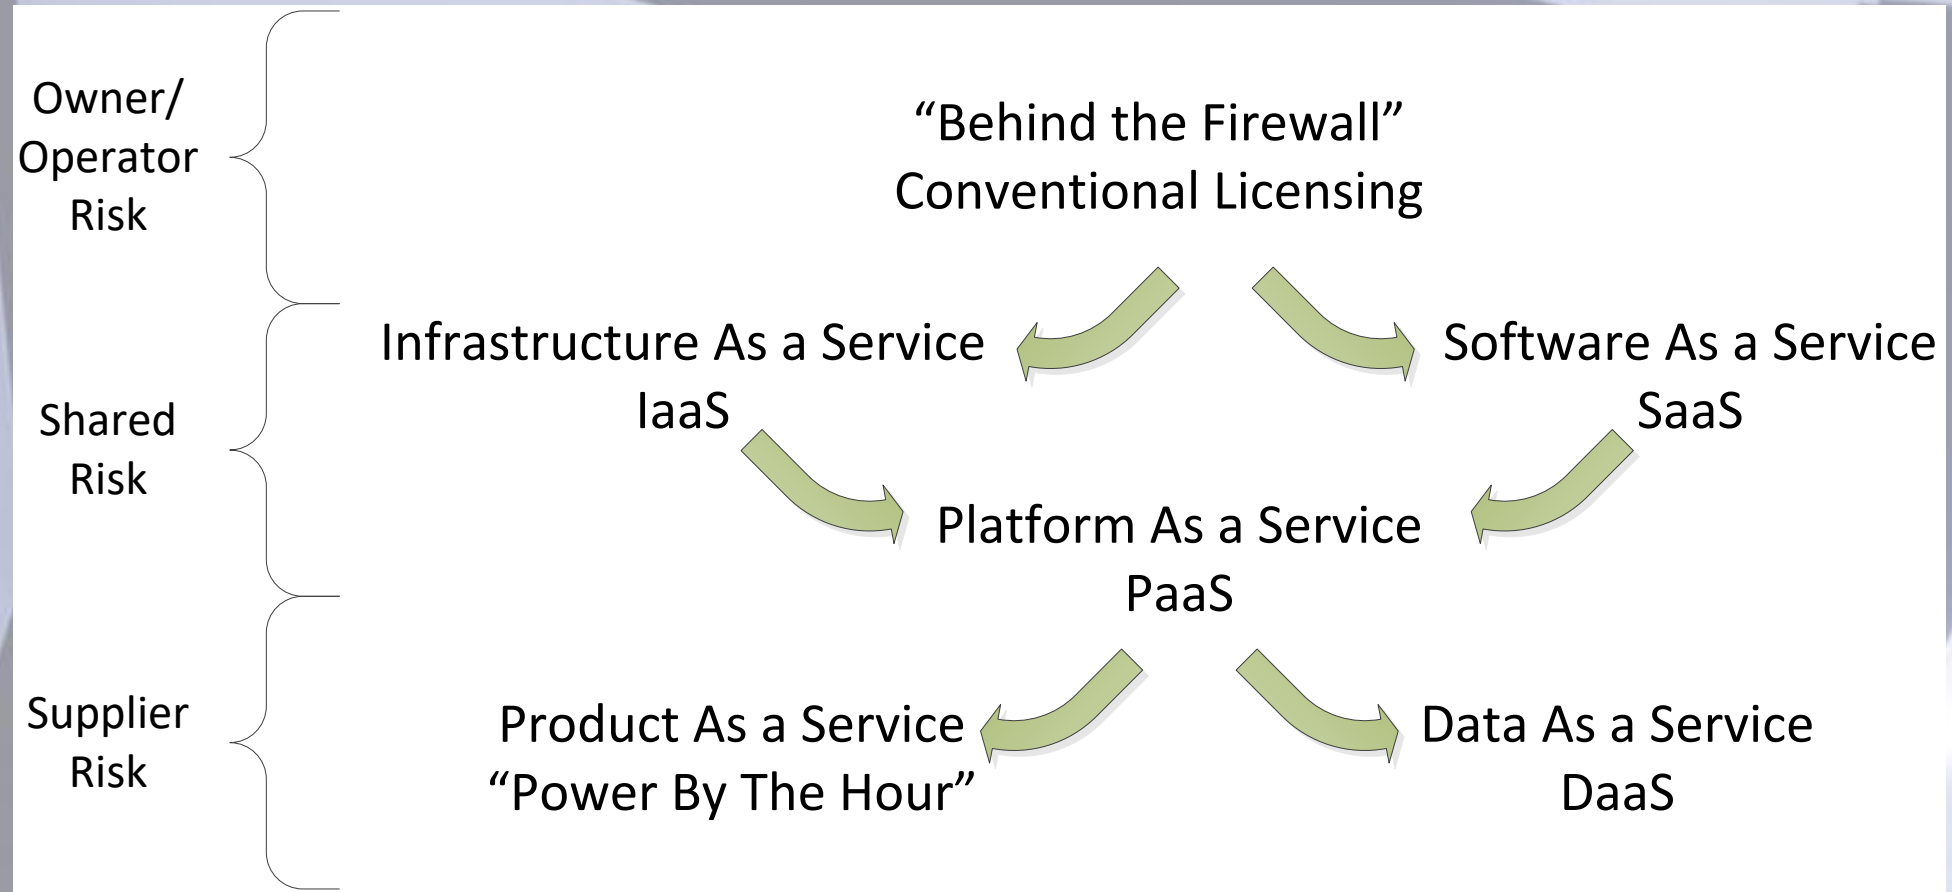 Owner/
Operator
Risk
“Behind the Firewall”
Conventional Licensing
Shared
Risk
Infrastructure As a Service
IaaS
Software As a Service
SaaS
Platform As a Service
PaaS
Supplier
Risk
Product As a Service
“Power By The Hour”
Data As a Service
DaaS